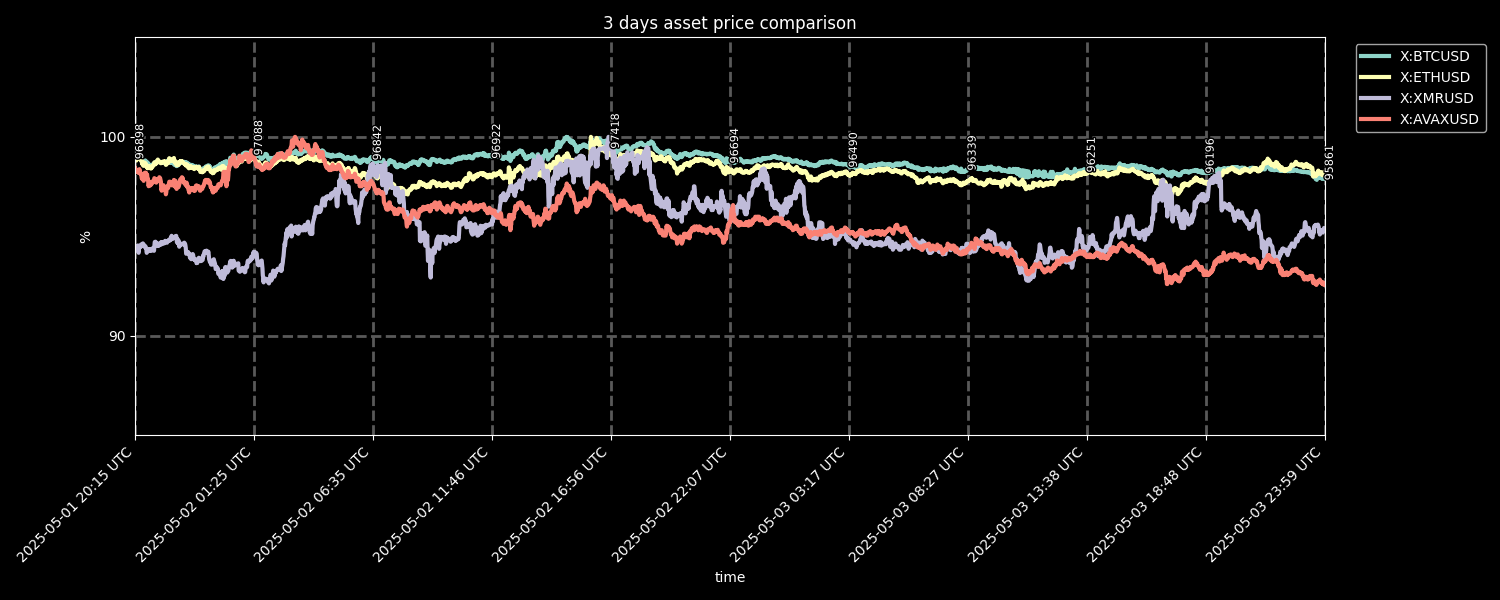 3 days asset price comparison
X:BTCUSD
X:ETHUSD
X:XMRUSD
X:AVAXUSD
100
90
%
96898
97088
96842
96922
97418
96694
96490
96339
96251
96196
95861
2025-05-01 20:15 UTC
2025-05-02 01:25 UTC
2025-05-02 06:35 UTC
2025-05-02 11:46 UTC
2025-05-02 16:56 UTC
2025-05-02 22:07 UTC
2025-05-03 03:17 UTC
2025-05-03 08:27 UTC
2025-05-03 13:38 UTC
2025-05-03 18:48 UTC
2025-05-03 23:59 UTC
time